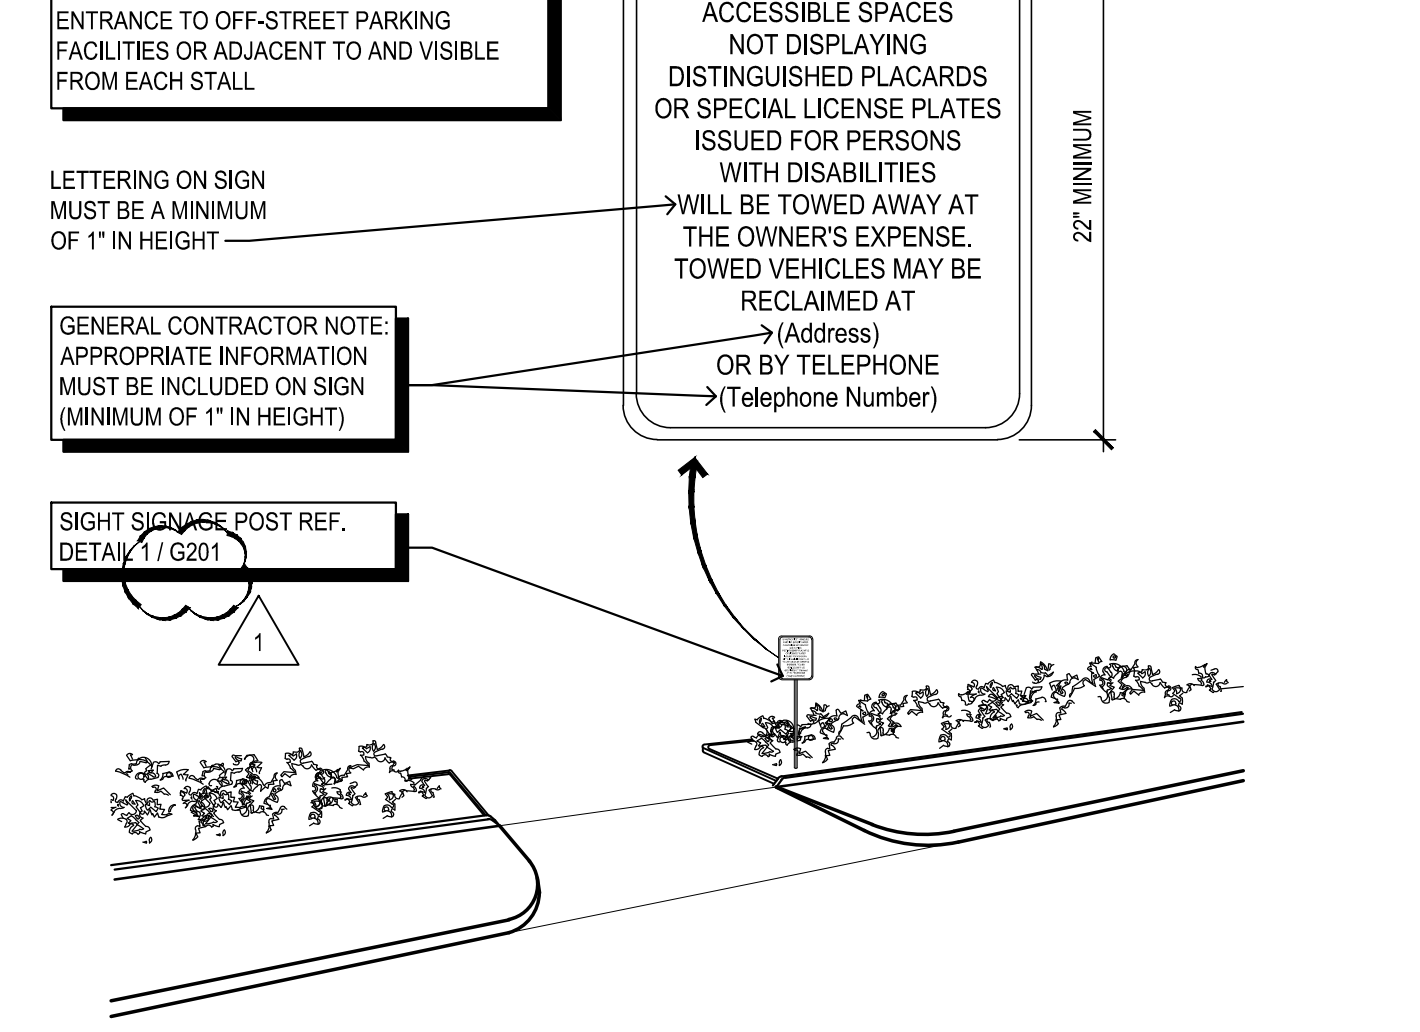 ENTRANCE TO OFF-STREET PARKING
FACILITIES OR ADJACENT TO AND VISIBLE
FROM EACH STALL
LETTERING ON SIGN
MUST BE A MINIMUM
OF 1" IN HEIGHT
GENERAL CONTRACTOR NOTE:
APPROPRIATE INFORMATION
MUST BE INCLUDED ON SIGN
(MINIMUM OF 1" IN HEIGHT)
SIGHT SIGNAGE POST REF.
DETAIL 1 / G201
1
ACCESSIBLE SPACES
NOT DISPLAYING
DISTINGUISHED PLACARDS
OR SPECIAL LICENSE PLATES
ISSUED FOR PERSONS
WITH DISABILITIES
WILL BE TOWED AWAY AT
THE OWNER'S EXPENSE.
TOWED VEHICLES MAY BE
RECLAIMED AT
(Address)
OR BY TELEPHONE
(Telephone Number)
22" MINIMUM